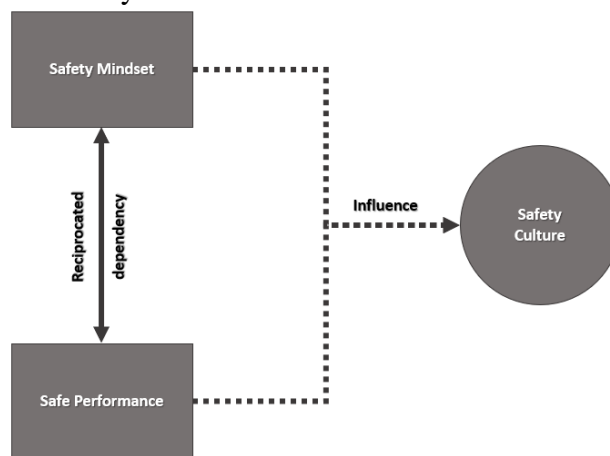 Safety Mindset
Reciprocated
dependency
Influence
Safety
Culture
Safe Performance